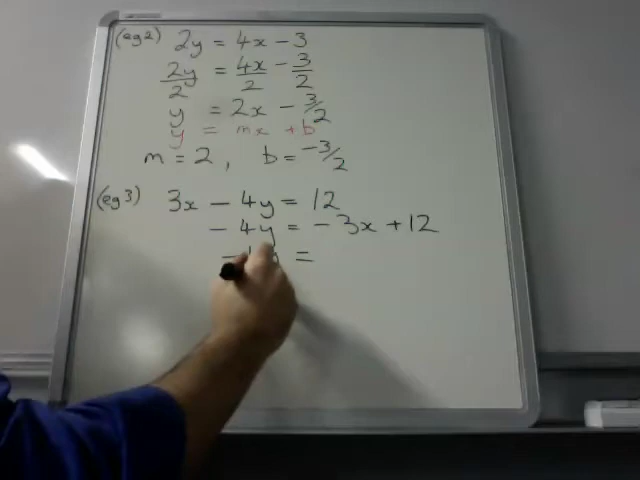 (eg2) 2y = 4x - 3
2y/2 = 4x/2 - 3/2
y = 2x - 3/2
y = mx + b
m = 2, b = -3/2
(eg3) 3x - 4y = 12
- 4y = - 3x + 12
=